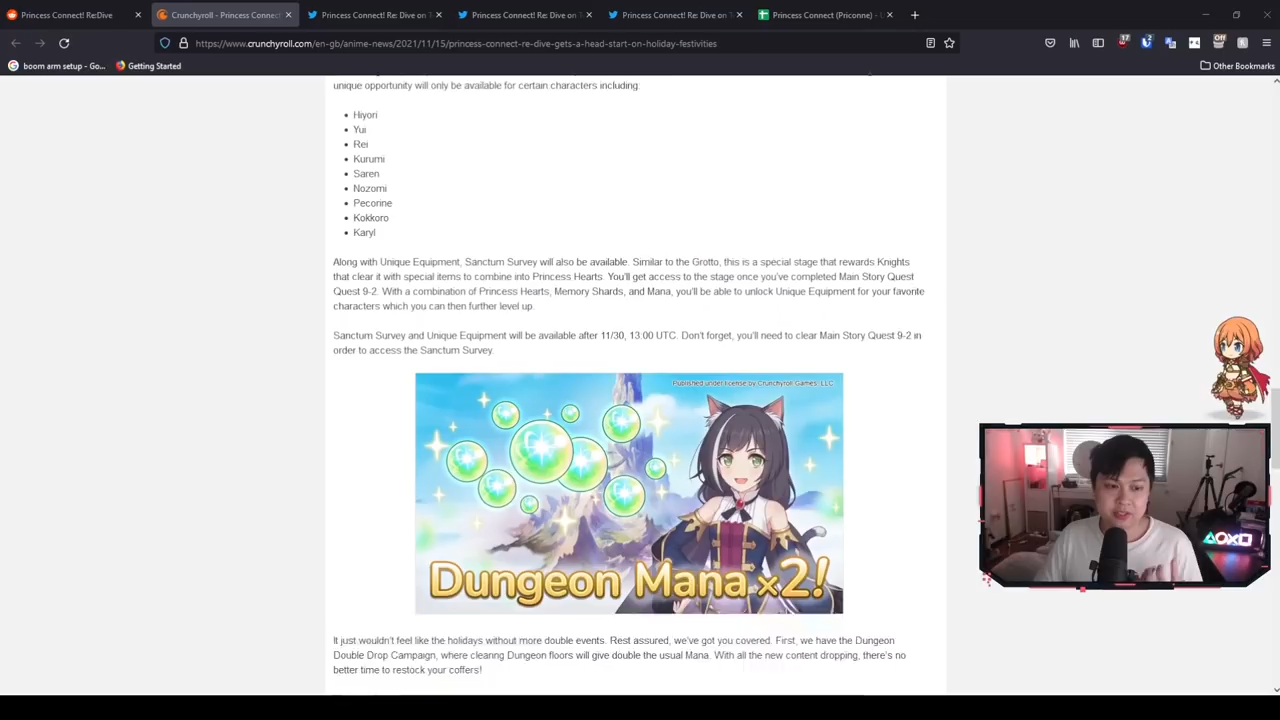 Princess Connect! Re:Dive
Crunchyroll - Princess Connect
Princess Connect! Re: Dive on T
Princess Connect! Re: Dive on T
Princess Connect! Re: Dive on T
Princess Connect (Priconne) - U
https://www.crunchyroll.com/en-gb/anime-news/2021/11/15/princess-connect-re-dive-gets-a-head-start-on-holiday-festivities
17
2
Off
boom arm setup - Go...
Getting Started
Other Bookmarks
unique opportunity will only be available for certain characters including:
• Hiyori
• Yui
• Rei
• Kurumi
• Saren
• Nozomi
• Pecorine
• Kokkoro
• Karyl
Along with Unique Equipment, Sanctum Survey will also be available. Similar to the Grotto, this is a special stage that rewards Knights
that clear it with special items to combine into Princess Hearts. You'll get access to the stage once you've completed Main Story Quest
Quest 9-2. With a combination of Princess Hearts, Memory Shards, and Mana, you'll be able to unlock Unique Equipment for your favorite
characters which you can then further level up.
Sanctum Survey and Unique Equipment will be available after 11/30, 13:00 UTC. Don't forget, you'll need to clear Main Story Quest 9-2 in
order to access the Sanctum Survey.
Published under license by Crunchyroll Games, LLC
Dungeon Mana x2!
It just wouldn't feel like the holidays without more double events. Rest assured, we've got you covered. First, we have the Dungeon
Double Drop Campaign, where clearing Dungeon floors will give double the usual Mana. With all the new content dropping, there's no
better time to restock your coffers!